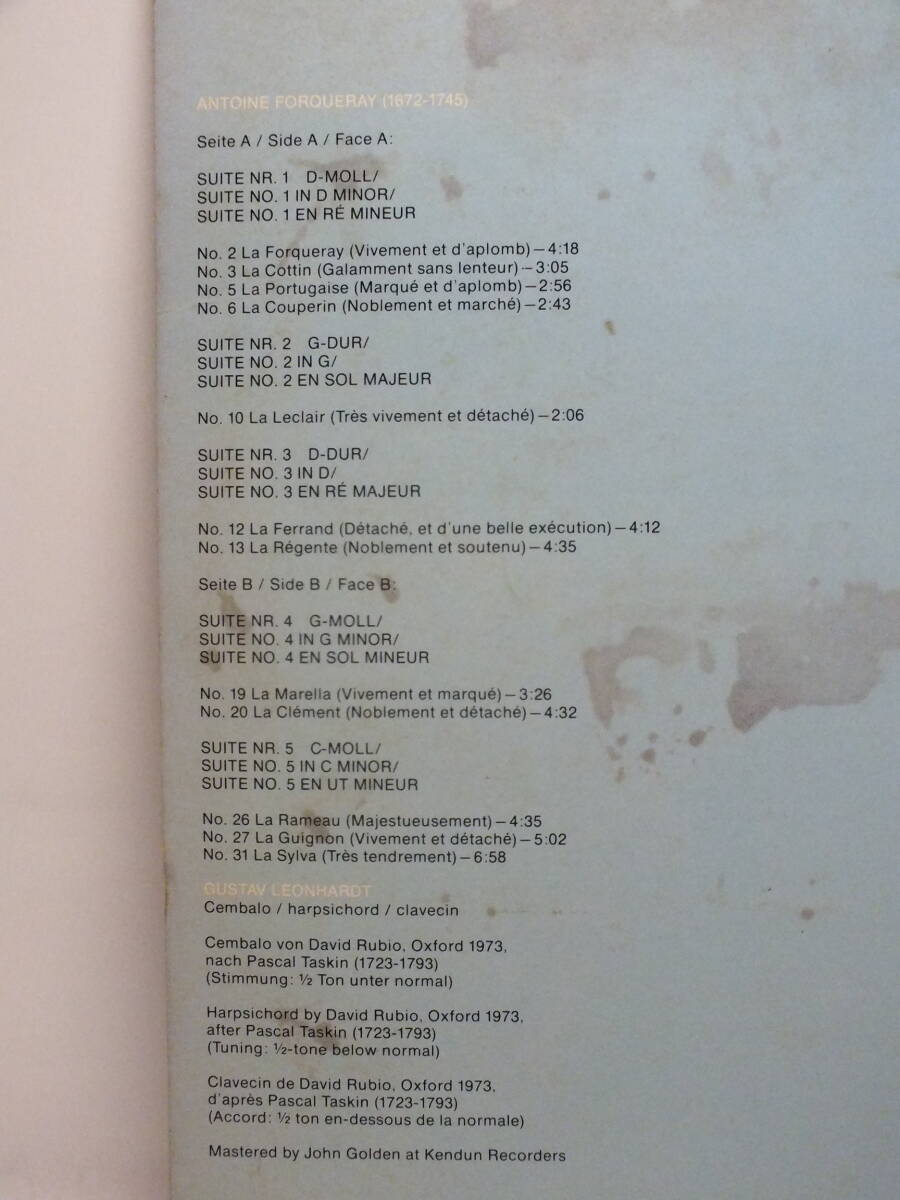 ANTOINE FORQUERAY (1672-1745)
Seite A / Side A / Face A:
SUITE NR. 1 D-MOLL/
SUITE NO. 1 IN D MINOR/
SUITE NO. 1 EN RÉ MINEUR
No. 2 La Forqueray (Vivement et d'aplomb)—4:18
No. 3 La Cottin (Galamment sans lenteur)—3:05
No. 5 La Portugaise (Marqué et d'aplomb)—2:56
No. 6 La Couperin (Noblement et marché)—2:43
SUITE NR. 2 G-DUR/
SUITE NO. 2 IN G/
SUITE NO. 2 EN SOL MAJEUR
No. 10 La Leclair (Très vivement et détaché)—2:06
SUITE NR. 3 D-DUR/
SUITE NO. 3 IN D/
SUITE NO. 3 EN RÉ MAJEUR
No. 12 La Ferrand (Détaché, et d'une belle exécution)—4:12
No. 13 La Régente (Noblement et soutenu)—4:35
Seite B / Side B / Face B:
SUITE NR. 4 G-MOLL/
SUITE NO. 4 IN G MINOR/
SUITE NO. 4 EN SOL MINEUR
No. 19 La Marella (Vivement et marqué)—3:26
No. 20 La Clément (Noblement et détaché)—4:32
SUITE NR. 5 C-MOLL/
SUITE NO. 5 IN C MINOR/
SUITE NO. 5 EN UT MINEUR
No. 26 La Rameau (Majestueusement)—4:35
No. 27 La Guignon (Vivement et détaché)—5:02
No. 31 La Sylva (Très tendrement)—6:58
GUSTAV LEONHARDT
Cembalo / harpsichord / clavecin
Cembalo von David Rubio, Oxford 1973,
nach Pascal Taskin (1723-1793)
(Stimmung: ½ Ton unter normal)
Harpsichord by David Rubio, Oxford 1973,
after Pascal Taskin (1723-1793)
(Tuning: ½-tone below normal)
Clavecin de David Rubio, Oxford 1973,
d'après Pascal Taskin (1723-1793)
(Accord: ½ ton en-dessous de la normale)
Mastered by John Golden at Kendun Recorders